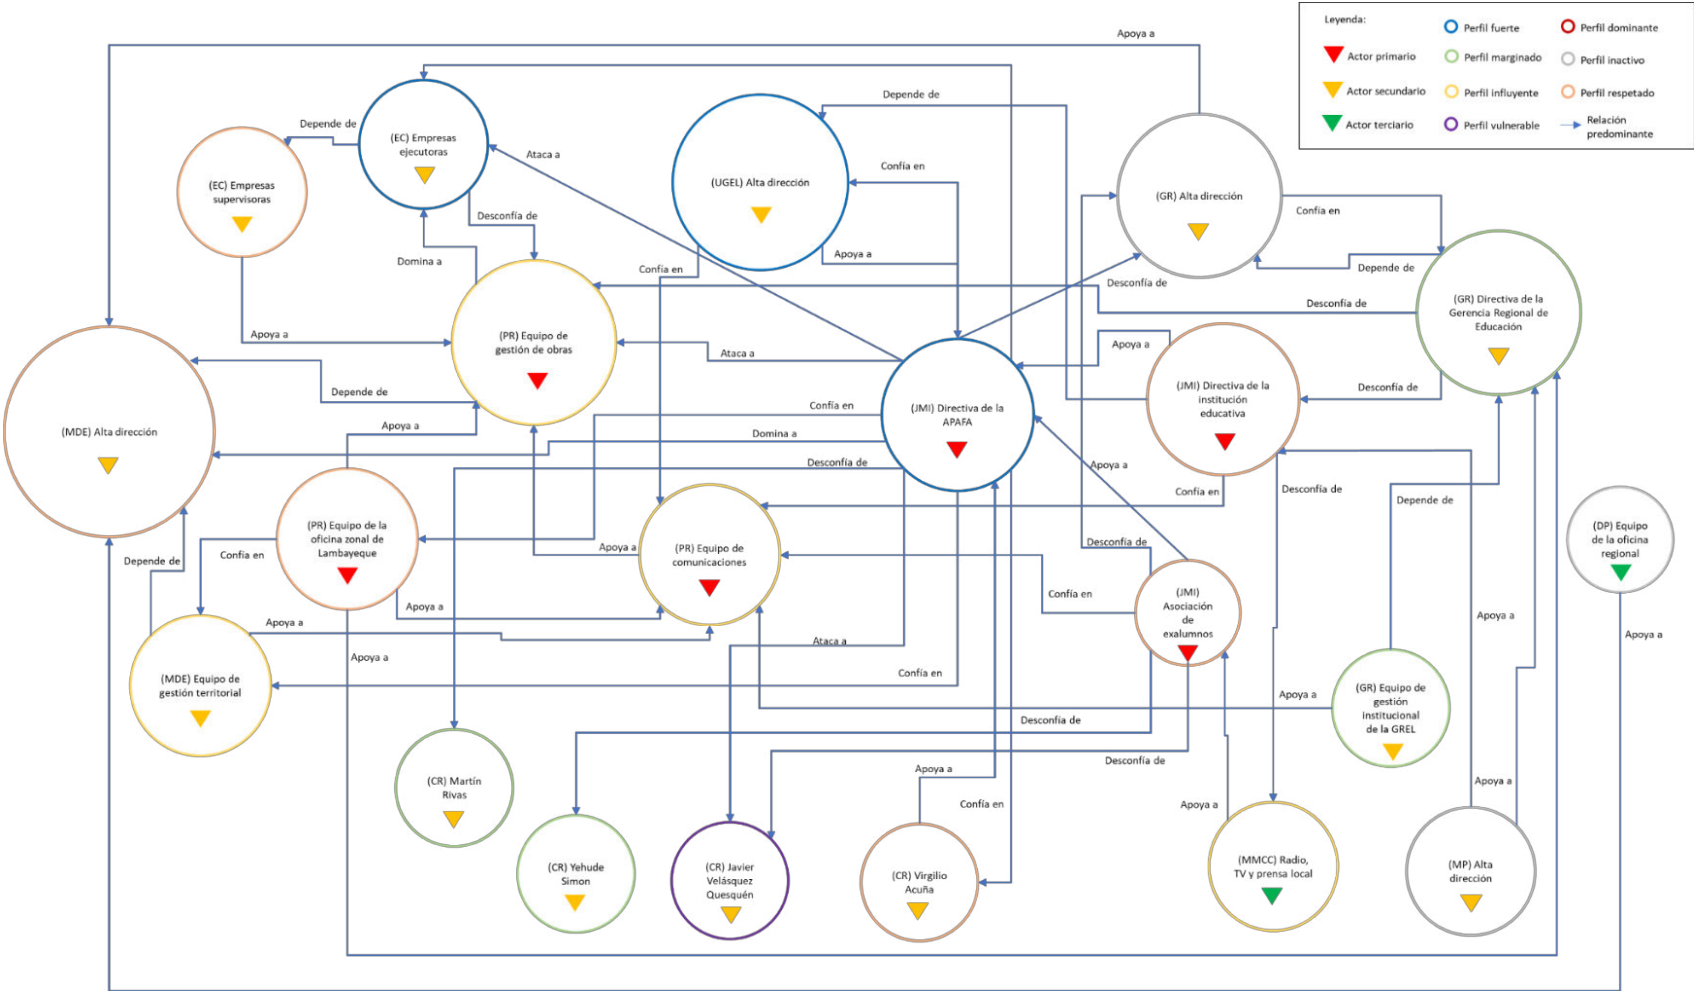 Apoya a
Leyenda:
Actor primario
Actor secundario
Actor terciario
Perfil fuerte
Perfil marginado
Perfil influyente
Perfil vulnerable
Perfil dominante
Perfil inactivo
Perfil respetado
Relación
predominante
Depende de
(EC) Empresas
ejecutoras
Ataca a
Depende de
Confía en
(EC) Empresas
supervisoras
(UGEL) Alta dirección
(GR) Alta dirección
Confía en
Desconfía de
Domina a
Confía en
Apoya a
Desconfía de
Depende de
Desconfía de
(GR) Directiva de la
Gerencia Regional de
Educación
Apoya a
(PR) Equipo de
gestión de obras
Ataca a
Apoya a
Depende de
Desconfía de
(JMI) Directiva de la
institución
educativa
(MDE) Alta dirección
Apoya a
Confía en
Domina a
Desconfía de
(JMI) Directiva de la
APAFA
Apoya a
Confía en
Desconfía de
Depende de
(PR) Equipo de la
oficina zonal de
Lambayeque
Confía en
Depende de
Apoya a
(PR) Equipo de
comunicaciones
Desconfía de
(DP) Equipo
de la oficina
regional
Confía en
(JMI)
Asociación
de
exalumnos
Apoya a
Apoya a
Apoya a
Ataca a
Apoya a
Apoya a
(MDE) Equipo de
gestión territorial
Confía en
Apoya a
(GR) Equipo de
gestión
institucional
de la GREL
Desconfía de
Desconfía de
(CR) Martín
Rivas
Apoya a
Confía en
Apoya a
Apoya a
(CR) Yehude
Simon
(CR) Javier
Velásquez
Quesquén
(CR) Virgilio
Acuña
(MMCC) Radio,
TV y prensa local
(MP) Alta
dirección